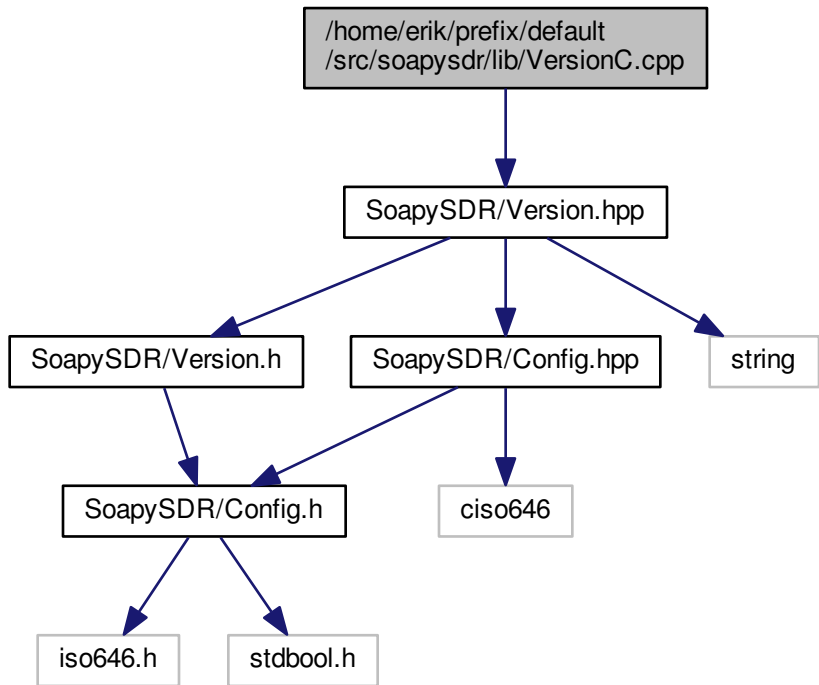 /home/erik/prefix/default
/src/soapysdr/lib/VersionC.cpp
SoapySDR/Version.hpp
SoapySDR/Version.h
SoapySDR/Config.hpp
string
SoapySDR/Config.h
ciso646
iso646.h
stdbool.h